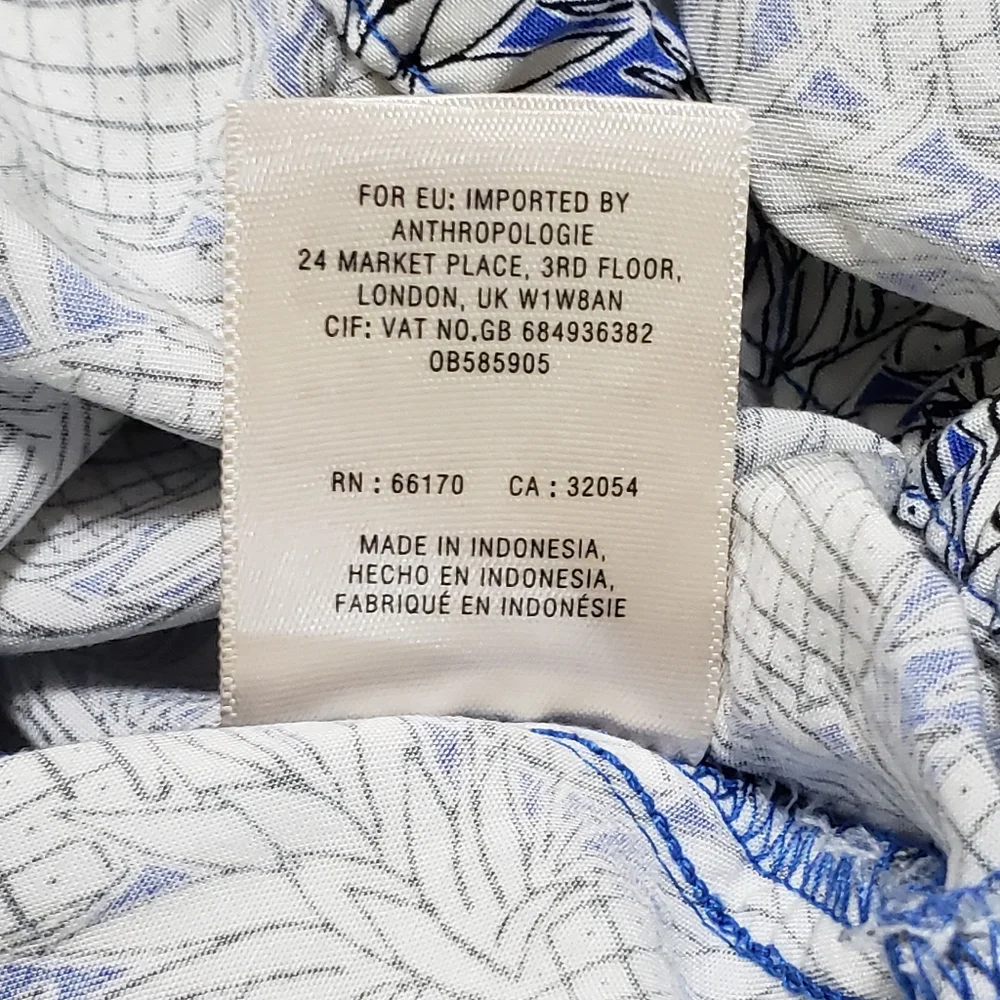 FOR EU: IMPORTED BY
ANTHROPOLOGIE
24 MARKET PLACE, 3RD FLOOR,
LONDON, UK W1W8AN
CIF: VAT NO.GB 684936382
OB585905
RN : 66170 CA : 32054
MADE IN INDONESIA,
HECHO EN INDONESIA,
FABRIQUÉ EN INDONÉSIE